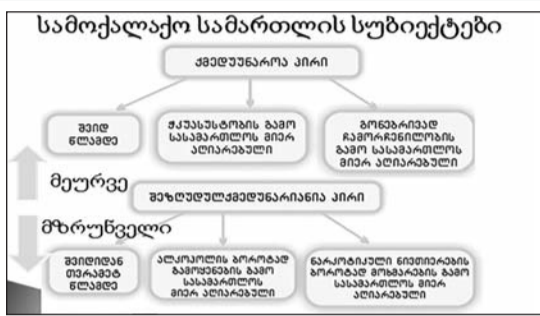 სამოქალაქო სამართლის სუბიექტები
ქმედუუნაროა პირი
შვიდ
წლამდე
ჭკუასუსტობის გამო
სასამართლოს მიერ
აღიარებული
გონებრივად
ჩამორჩენილობის
გამო სასამართლოს
მიერ აღიარებული
მეურვე
შეზღუდულქმედუნარიანია პირი
მზრუნველი
შვიდიდან
თვრამეტ
წლამდე
ალკოჰოლის ბოროტად
გამოყენების გამო
სასამართლოს
მიერ აღიარებული
ნარკოტიკული ნივთიერების
ბოროტად მოხმარების გამო
სასამართლოს მიერ
აღიარებული